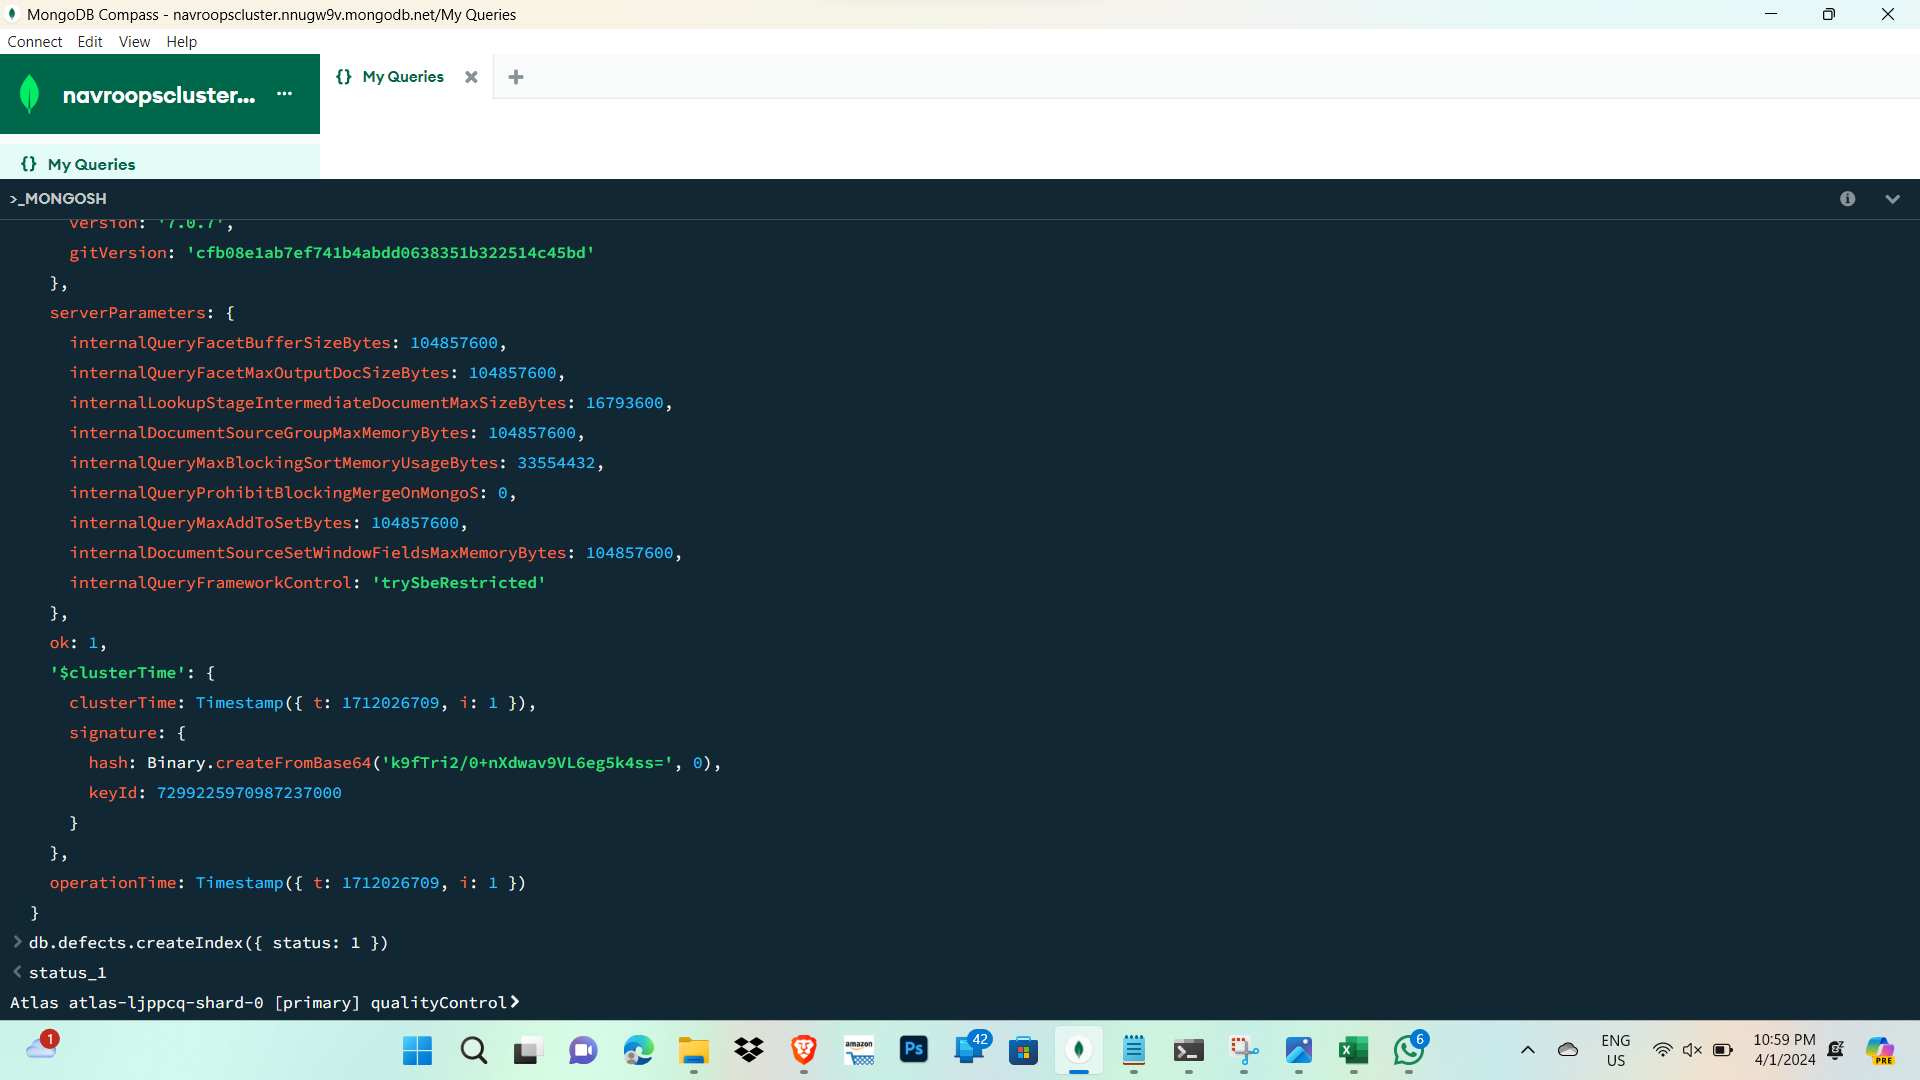 MongoDB Compass - navroopscluster.nnugw9v.mongodb.net/My Queries
Connect Edit View Help
navroopscluster... ···
{} My Queries
{} My Queries
>_MONGOSH
version: '7.0.7',
gitVersion: 'cfb08e1ab7ef741b4abdd0638351b322514c45bd'
},
serverParameters: {
internalQueryFacetBufferSizeBytes: 104857600,
internalQueryFacetMaxOutputDocSizeBytes: 104857600,
internalLookupStageIntermediateDocumentMaxSizeBytes: 16793600,
internalDocumentSourceGroupMaxMemoryBytes: 104857600,
internalQueryMaxBlockingSortMemoryUsageBytes: 33554432,
internalQueryProhibitBlockingMergeOnMongoS: 0,
internalQueryMaxAddToSetBytes: 104857600,
internalDocumentSourceSetWindowFieldsMaxMemoryBytes: 104857600,
internalQueryFrameworkControl: 'trySbeRestricted'
},
ok: 1,
'$clusterTime': {
clusterTime: Timestamp({ t: 1712026709, i: 1 }),
signature: {
hash: Binary.createFromBase64('k9fTri2/0+nXdwav9VL6eg5k4ss=', 0),
keyId: 7299225970987237000
}
},
operationTime: Timestamp({ t: 1712026709, i: 1 })
}
> db.defects.createIndex({ status: 1 })
< status_1
Atlas atlas-ljppcq-shard-0 [primary] qualityControl>
1
amazon
Ps
42
6
ENG
US
10:59 PM
4/1/2024
PRE